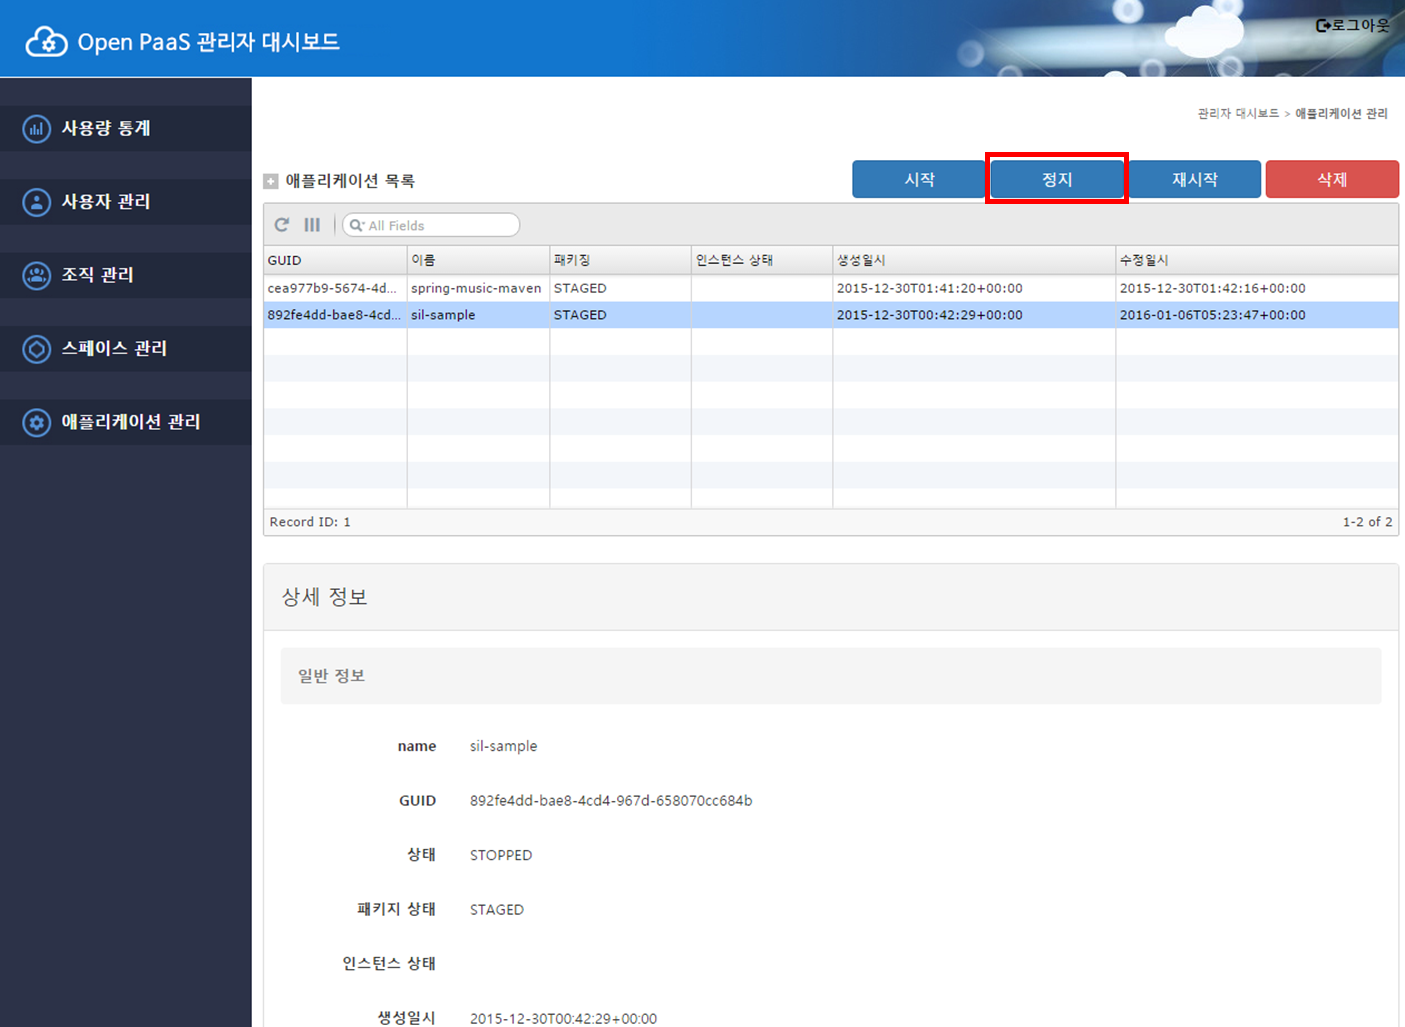 Open PaaS 관리자 대시보드
로그아웃
사용량 통계
사용자 관리
조직 관리
스페이스 관리
애플리케이션 관리
관리자 대시보드 > 애플리케이션 관리
애플리케이션 목록
시작 정지 재시작 삭제
All Fields
GUID 이름 패키징 인스턴스 상태 생성일시 수정일시
cea977b9-5674-4d... spring-music-maven STAGED 2015-12-30T01:41:20+00:00 2015-12-30T01:42:16+00:00
892fe4dd-bae8-4cd... sil-sample STAGED 2015-12-30T00:42:29+00:00 2016-01-06T05:23:47+00:00
Record ID: 1 1-2 of 2
상세 정보
일반 정보
name sil-sample
GUID 892fe4dd-bae8-4cd4-967d-658070cc684b
상태 STOPPED
패키지 상태 STAGED
인스턴스 상태
생성일시 2015-12-30T00:42:29+00:00